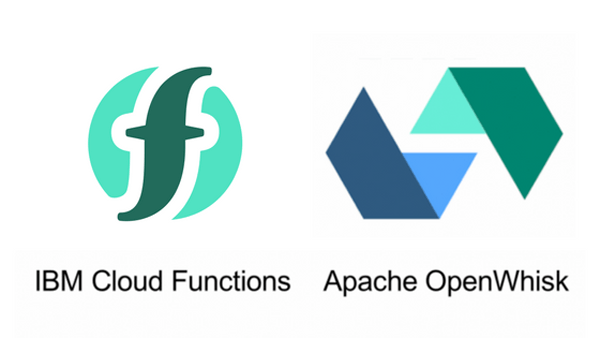 f
IBM Cloud Functions
Apache OpenWhisk